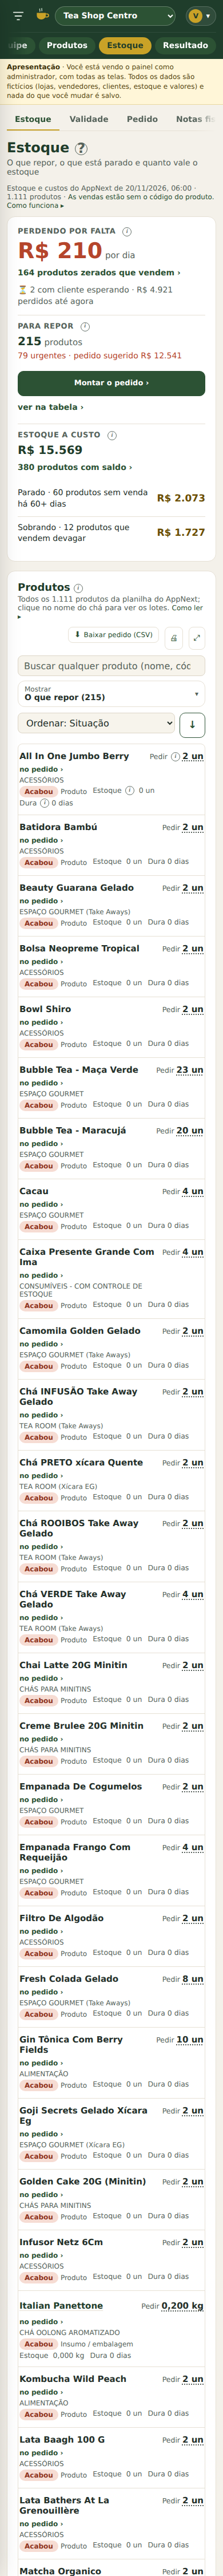 Tea Shop Centro
V
uipe Produtos Estoque Resultado
Apresentação · Você está vendo o painel como
administrador, com todas as telas. Todos os dados são
fictícios (lojas, vendedores, clientes, estoque e valores) e
nada do que você mudar é salvo.
Estoque Validade Pedido Notas fis
Estoque ?
O que repor, o que está parado e quanto vale o
estoque
Estoque e custos do AppNext de 20/11/2026, 06:00 ·
1.111 produtos · As vendas estão sem o código do produto.
Como funciona ▸
PERDENDO POR FALTA i
R$ 210 por dia
164 produtos zerados que vendem ›
⏳ 2 com cliente esperando · R$ 4.921
perdidos até agora
PARA REPOR i
215 produtos
79 urgentes · pedido sugerido R$ 12.541
Montar o pedido ›
ver na tabela ›
ESTOQUE A CUSTO i
R$ 15.569
380 produtos com saldo ›
Parado · 60 produtos sem venda
há 60+ dias
R$ 2.073
Sobrando · 12 produtos que
vendem devagar
R$ 1.727
Produtos i
Todos os 1.111 produtos da planilha do AppNext;
clique no nome do chá para ver os lotes. Como ler
▸
⬇ Baixar pedido (CSV)
Buscar qualquer produto (nome, cóc
Mostrar
O que repor (215)
Ordenar: Situação
↓
All In One Jumbo Berry Pedir i 2 un
no pedido ›
ACESSÓRIOS
Acabou Produto Estoque i 0 un
Dura i 0 dias
Batidora Bambú Pedir 2 un
no pedido ›
ACESSÓRIOS
Acabou Produto Estoque 0 un Dura 0 dias
Beauty Guarana Gelado Pedir 2 un
no pedido ›
ESPAÇO GOURMET (Take Aways)
Acabou Produto Estoque 0 un Dura 0 dias
Bolsa Neopreme Tropical Pedir 2 un
no pedido ›
ACESSÓRIOS
Acabou Produto Estoque 0 un Dura 0 dias
Bowl Shiro Pedir 2 un
no pedido ›
ACESSÓRIOS
Acabou Produto Estoque 0 un Dura 0 dias
Bubble Tea - Maça Verde Pedir 23 un
no pedido ›
ESPAÇO GOURMET
Acabou Produto Estoque 0 un Dura 0 dias
Bubble Tea - Maracujá Pedir 20 un
no pedido ›
ESPAÇO GOURMET
Acabou Produto Estoque 0 un Dura 0 dias
Cacau Pedir 4 un
no pedido ›
ESPAÇO GOURMET
Acabou Produto Estoque 0 un Dura 0 dias
Caixa Presente Grande Com Pedir 4 un
Ima
no pedido ›
CONSUMÍVEIS - COM CONTROLE DE
ESTOQUE
Acabou Produto Estoque 0 un Dura 0 dias
Camomila Golden Gelado Pedir 2 un
no pedido ›
ESPAÇO GOURMET (Take Aways)
Acabou Produto Estoque 0 un Dura 0 dias
Chá INFUSÃO Take Away Pedir 2 un
Gelado
no pedido ›
TEA ROOM (Take Aways)
Acabou Produto Estoque 0 un Dura 0 dias
Chá PRETO xícara Quente Pedir 2 un
no pedido ›
TEA ROOM (Xícara EG)
Acabou Produto Estoque 0 un Dura 0 dias
Chá ROOIBOS Take Away Pedir 2 un
Gelado
no pedido ›
TEA ROOM (Take Aways)
Acabou Produto Estoque 0 un Dura 0 dias
Chá VERDE Take Away Pedir 4 un
Gelado
no pedido ›
TEA ROOM (Take Aways)
Acabou Produto Estoque 0 un Dura 0 dias
Chai Latte 20G Minitin Pedir 2 un
no pedido ›
CHÁS PARA MINITINS
Acabou Produto Estoque 0 un Dura 0 dias
Creme Brulee 20G Minitin Pedir 2 un
no pedido ›
CHÁS PARA MINITINS
Acabou Produto Estoque 0 un Dura 0 dias
Empanada De Cogumelos Pedir 2 un
no pedido ›
ESPAÇO GOURMET
Acabou Produto Estoque 0 un Dura 0 dias
Empanada Frango Com Pedir 4 un
Requeijão
no pedido ›
ESPAÇO GOURMET
Acabou Produto Estoque 0 un Dura 0 dias
Filtro De Algodão Pedir 2 un
no pedido ›
ACESSÓRIOS
Acabou Produto Estoque 0 un Dura 0 dias
Fresh Colada Gelado Pedir 8 un
no pedido ›
ESPAÇO GOURMET (Take Aways)
Acabou Produto Estoque 0 un Dura 0 dias
Gin Tônica Com Berry Pedir 10 un
Fields
no pedido ›
ALIMENTAÇÃO
Acabou Produto Estoque 0 un Dura 0 dias
Goji Secrets Gelado Xícara Pedir 2 un
Eg
no pedido ›
ESPAÇO GOURMET (Xícara EG)
Acabou Produto Estoque 0 un Dura 0 dias
Golden Cake 20G (Minitin) Pedir 2 un
no pedido ›
CHÁS PARA MINITINS
Acabou Produto Estoque 0 un Dura 0 dias
Infusor Netz 6Cm Pedir 2 un
no pedido ›
ACESSÓRIOS
Acabou Produto Estoque 0 un Dura 0 dias
Italian Panettone Pedir 0,200 kg
no pedido ›
CHÁ OOLONG AROMATIZADO
Acabou Insumo / embalagem
Estoque 0,000 kg Dura 0 dias
Kombucha Wild Peach Pedir 2 un
no pedido ›
ALIMENTAÇÃO
Acabou Produto Estoque 0 un Dura 0 dias
Lata Baagh 100 G Pedir 2 un
no pedido ›
ACESSÓRIOS
Acabou Produto Estoque 0 un Dura 0 dias
Lata Bathers At La Pedir 2 un
Grenouillère
no pedido ›
ACESSÓRIOS
Acabou Produto Estoque 0 un Dura 0 dias
Matcha Organico Pedir 2 un